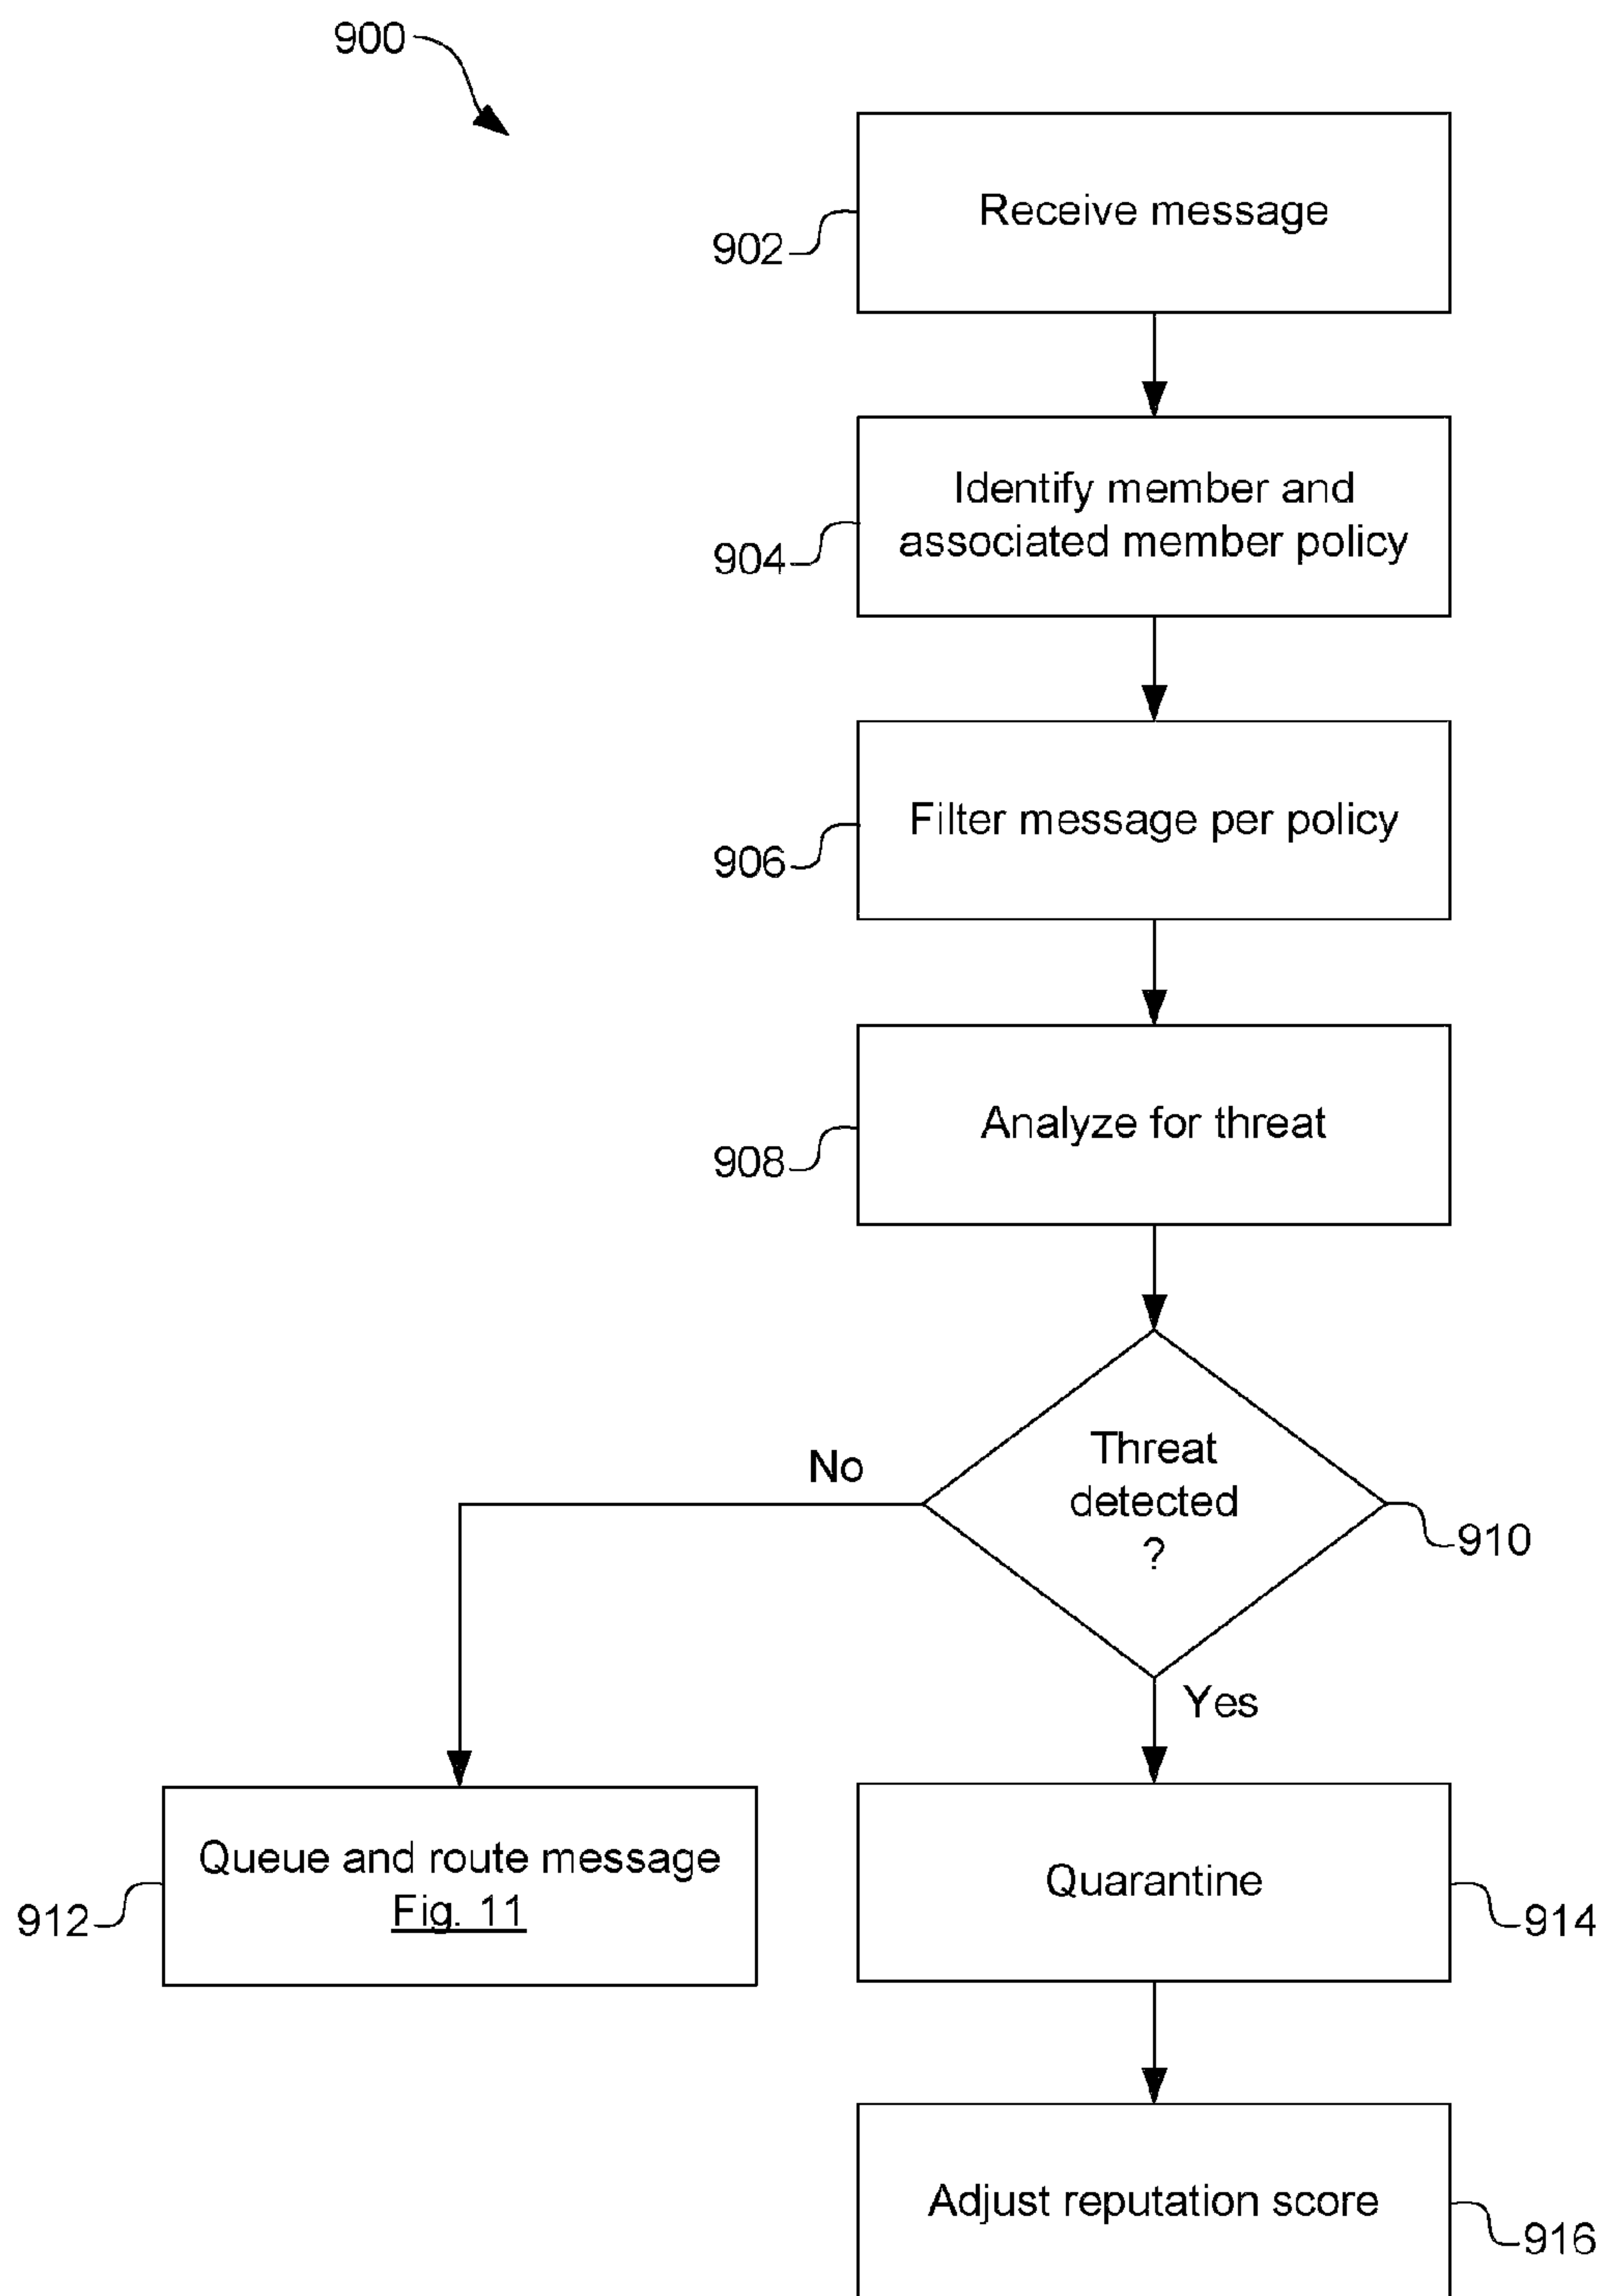 900
Receive message
902
Identify member and
associated member policy
904
Filter message per policy
906
Analyze for threat
908
Threat
detected
?
No
910
Yes
Queue and route message
Fig. 11
912
Quarantine
914
Adjust reputation score
916